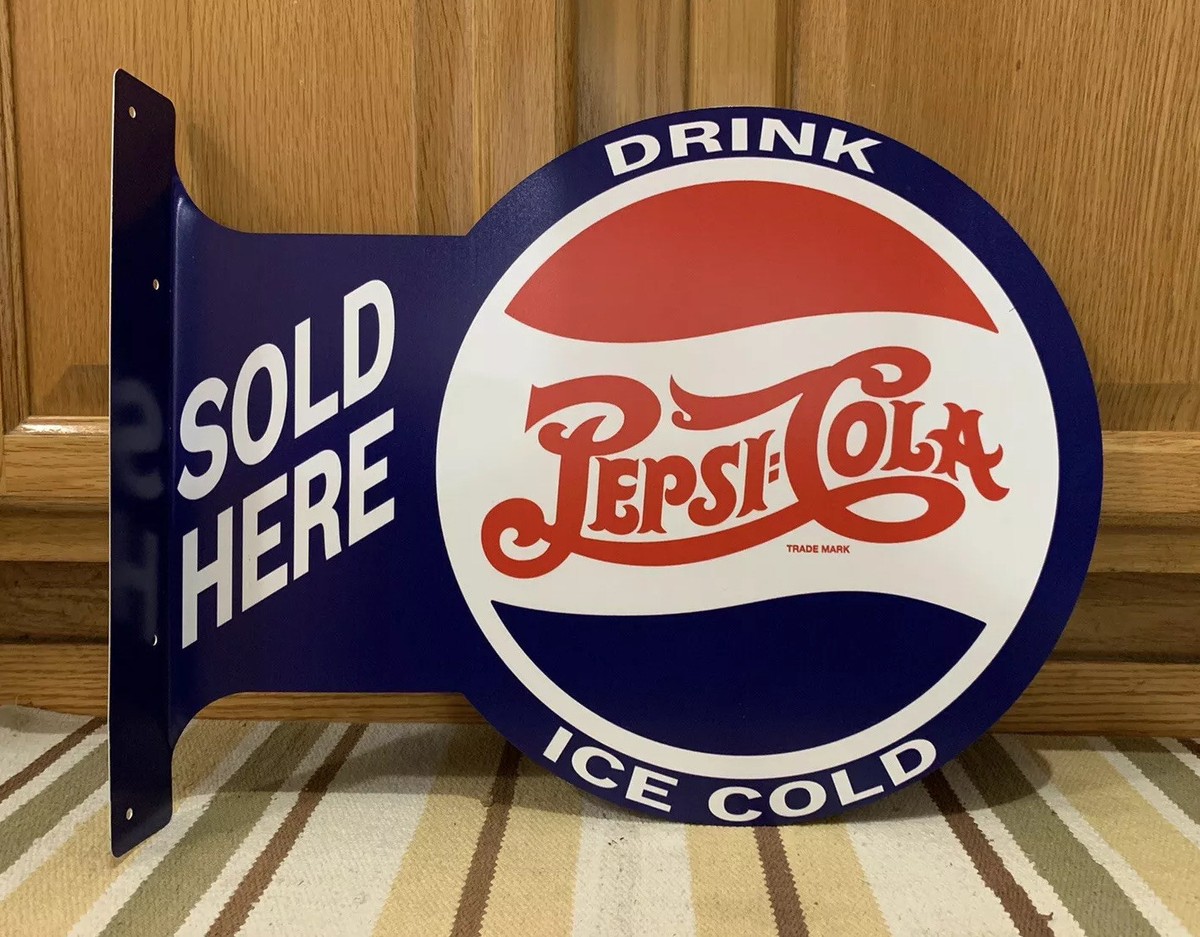 SOLD
HERE
DRINK
PEPSI:COLA
TRADE MARK
ICE COLD